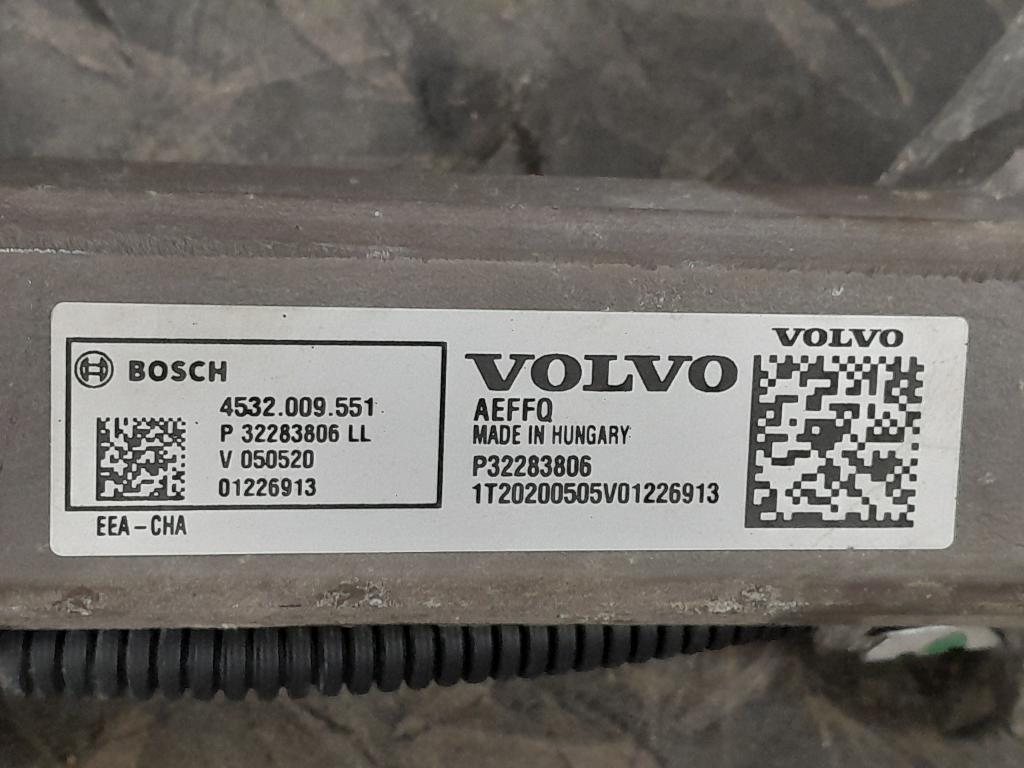 BOSCH
4532.009.551
P 32283806 LL
V 050520
01226913
EEA-CHA
VOLVO
AEFFQ
MADE IN HUNGARY
P32283806
1T20200505V01226913
VOLVO